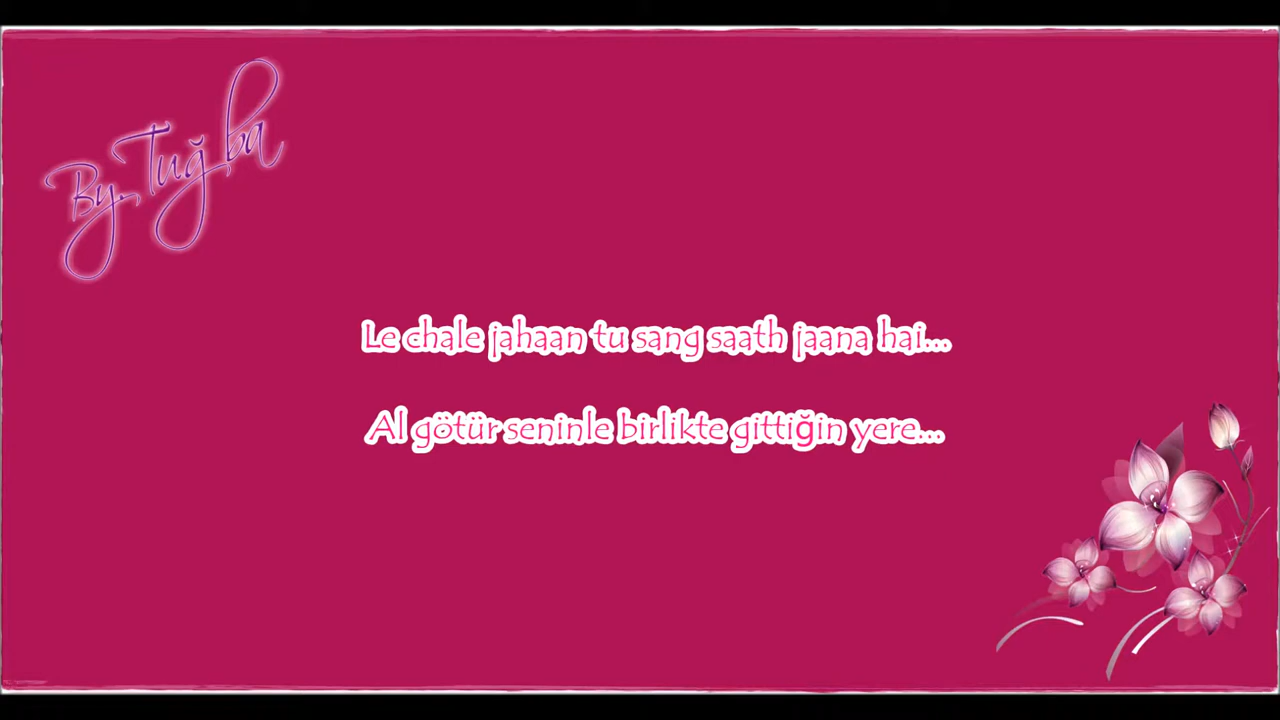 By Tuğba
Le chale jahaan tu sang saath jaana hai...
Al götür seninle birlikte gittiğin yere...